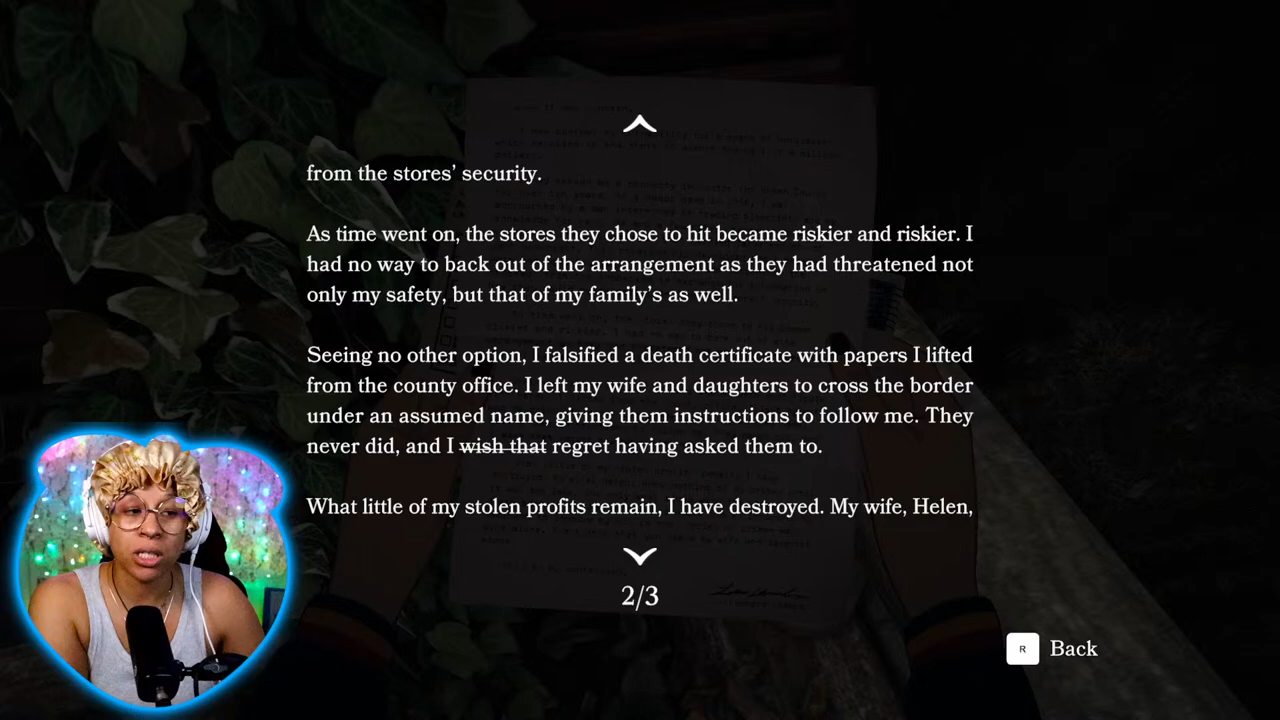 from the stores’ security.
As time went on, the stores they chose to hit became riskier and riskier. I
had no way to back out of the arrangement as they had threatened not
only my safety, but that of my family’s as well.
Seeing no other option, I falsified a death certificate with papers I lifted
from the county office. I left my wife and daughters to cross the border
under an assumed name, giving them instructions to follow me. They
never did, and I wish that regret having asked them to.
What little of my stolen profits remain, I have destroyed. My wife, Helen,
2/3
R Back